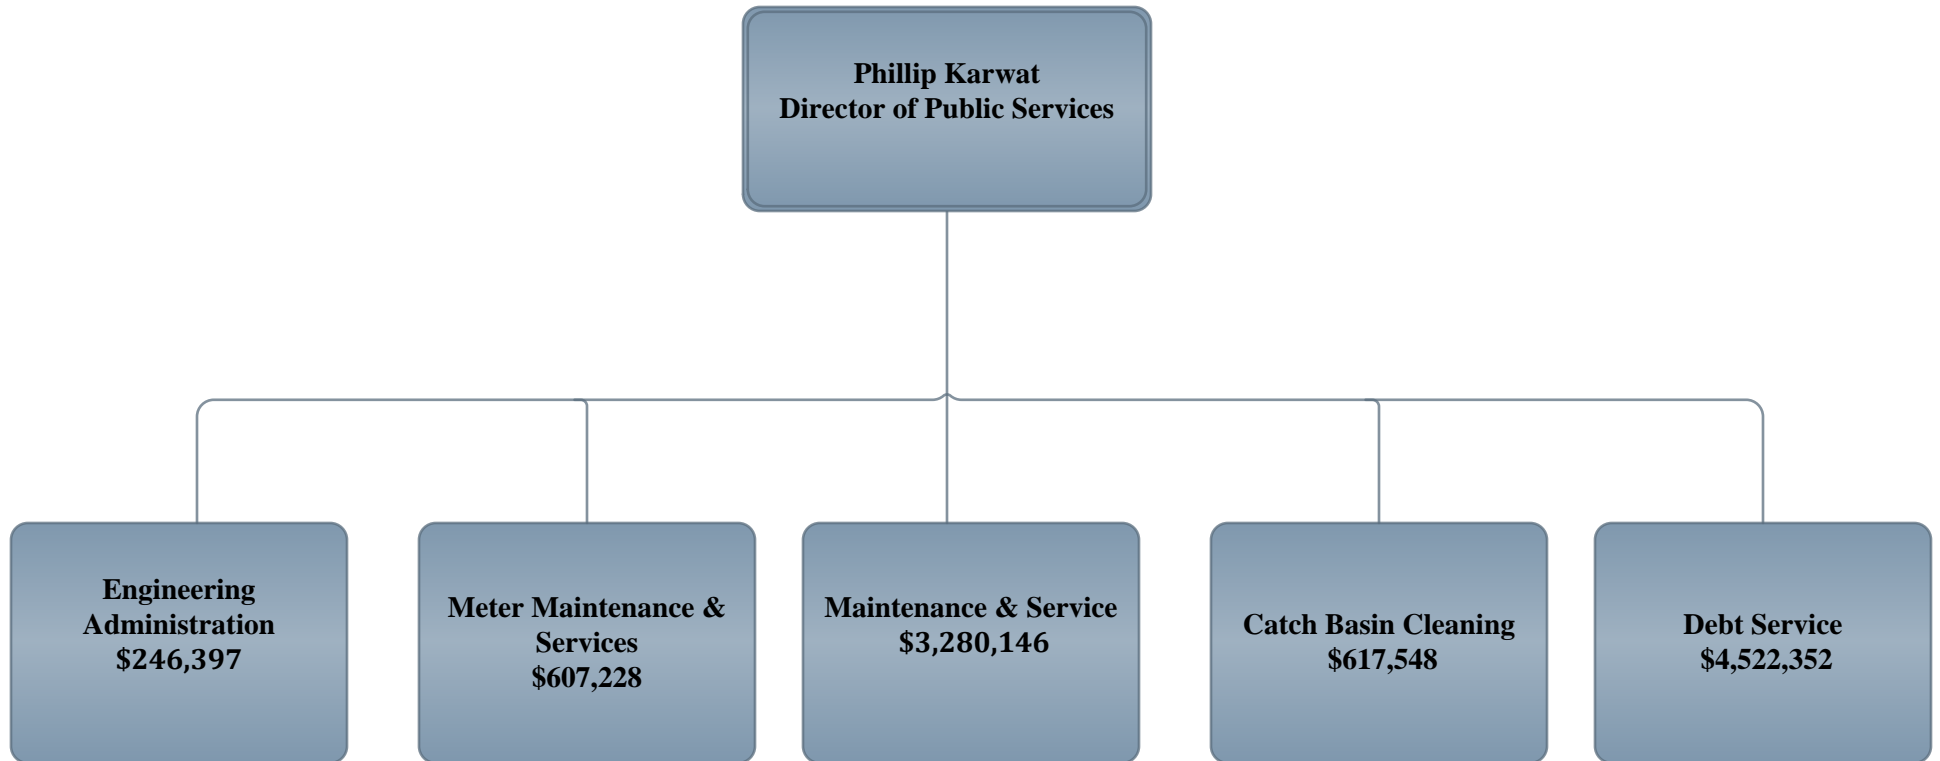 Phillip Karwat
Director of Public Services
Engineering
Administration
$246,397
Meter Maintenance &
Services
$607,228
Maintenance & Service
$3,280,146
Catch Basin Cleaning
$617,548
Debt Service
$4,522,352